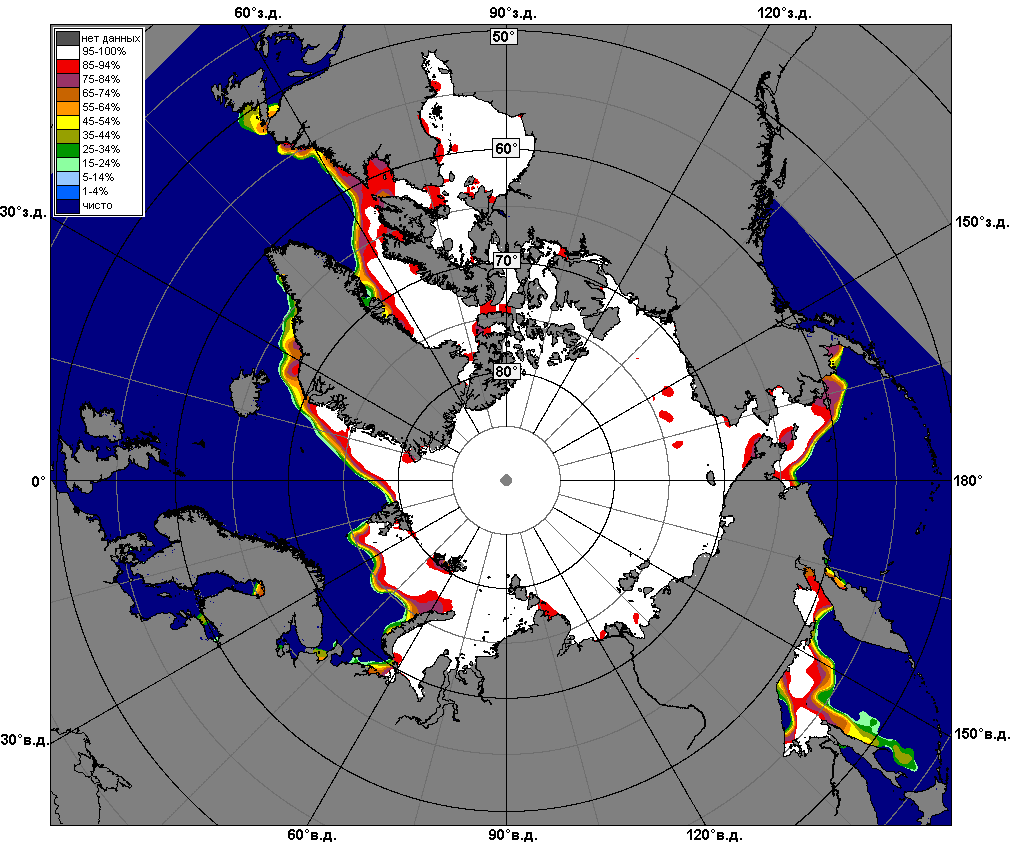 60°з.д.
90°з.д.
120°з.д.
50°
нет данных
95-100%
85-94%
75-84%
65-74%
55-64%
45-54%
35-44%
25-34%
15-24%
5-14%
1-4%
чисто
60°
30°з.д.
150°з.д.
70°
80°
0°
180°
30°в.д.
150°в.д.
60°в.д.
90°в.д.
120°в.д.